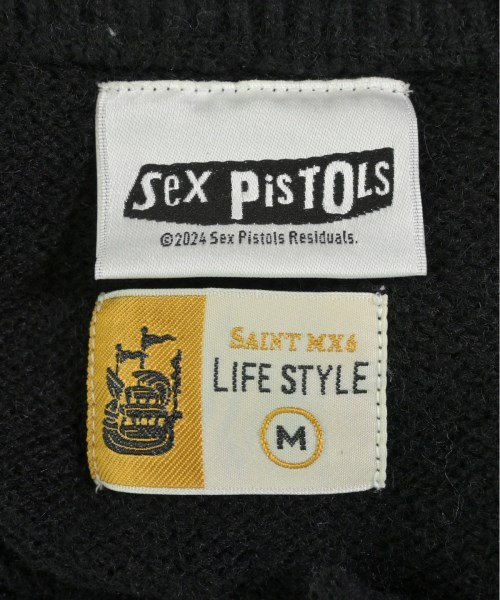 SeX PiSTOLS
©2024 Sex Pistols Residuals.
SAINT MX6
LIFE STYLE
M